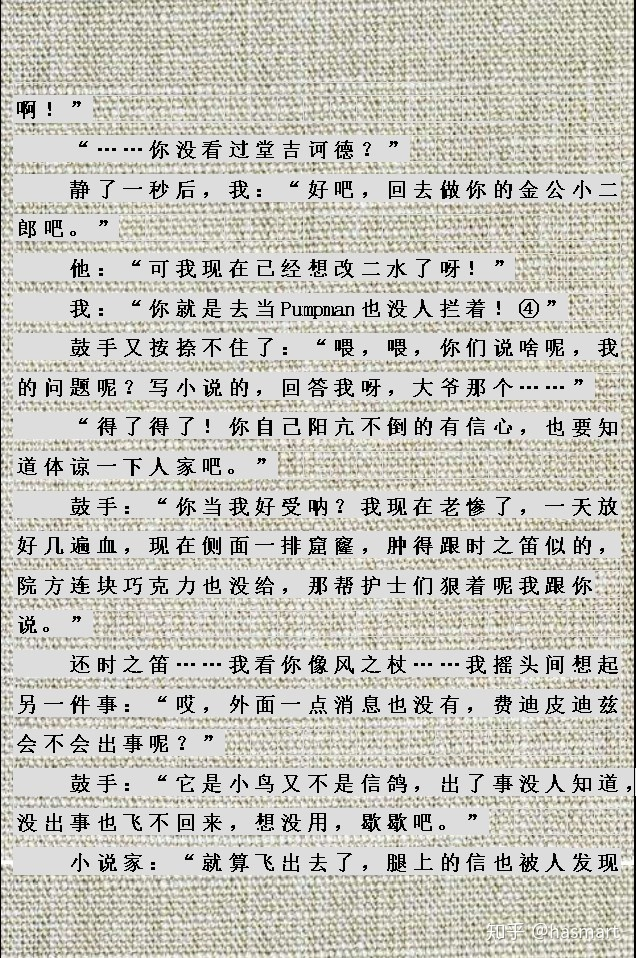 啊！”
“……你没看过堂吉诃德？”
静了一秒后，我：“好吧，回去做你的金公小二
郎吧。”
他：“可我现在已经想改二水了呀！”
我：“你就是去当Pumpman也没人拦着！④”
鼓手又按捺不住了：“喂，喂，你们说啥呢，我
的问题呢？写小说的，回答我呀，大爷那个……”
“得了得了！你自己阳亢不倒的有信心，也要知
道体谅一下人家吧。”
鼓手：“你当我好受呐？我现在老惨了，一天放
好几遍血，现在侧面一排窟窿，肿得跟时之笛似的，
院方连块巧克力也没给，那帮护士们狠着呢我跟你
说。”
还时之笛……我看你像风之杖……我摇头间想起
另一件事：“哎，外面一点消息也没有，费迪皮迪兹
会不会出事呢？”
鼓手：“它是小鸟又不是信鸽，出了事没人知道，
没出事也飞不回来，想没用，歇歇吧。”
小说家：“就算飞出去了，腿上的信也被人发现
知乎 @hasmart